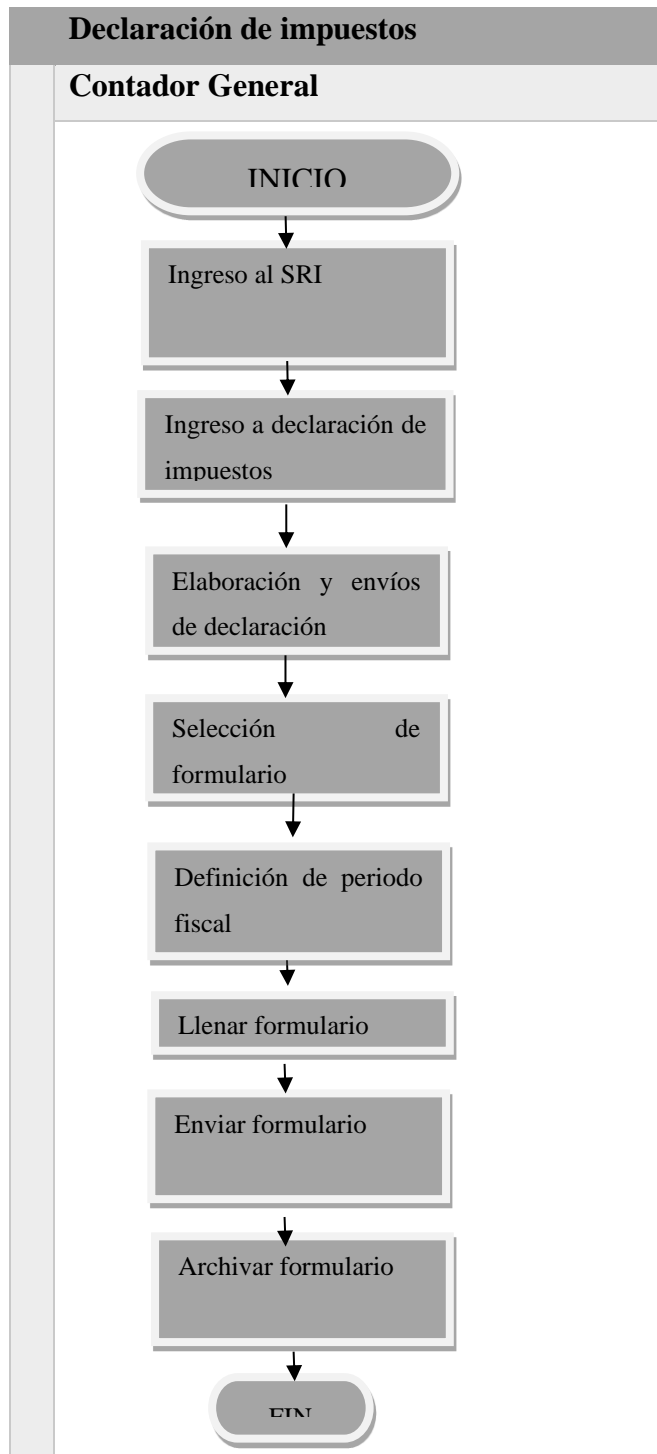 Declaración de impuestos
Contador General
INICIO
Ingreso al SRI
Ingreso a declaración de
impuestos
Elaboración y envíos
de declaración
Selección de
formulario
Definición de periodo
fiscal
Llenar formulario
Enviar formulario
Archivar formulario
FIN